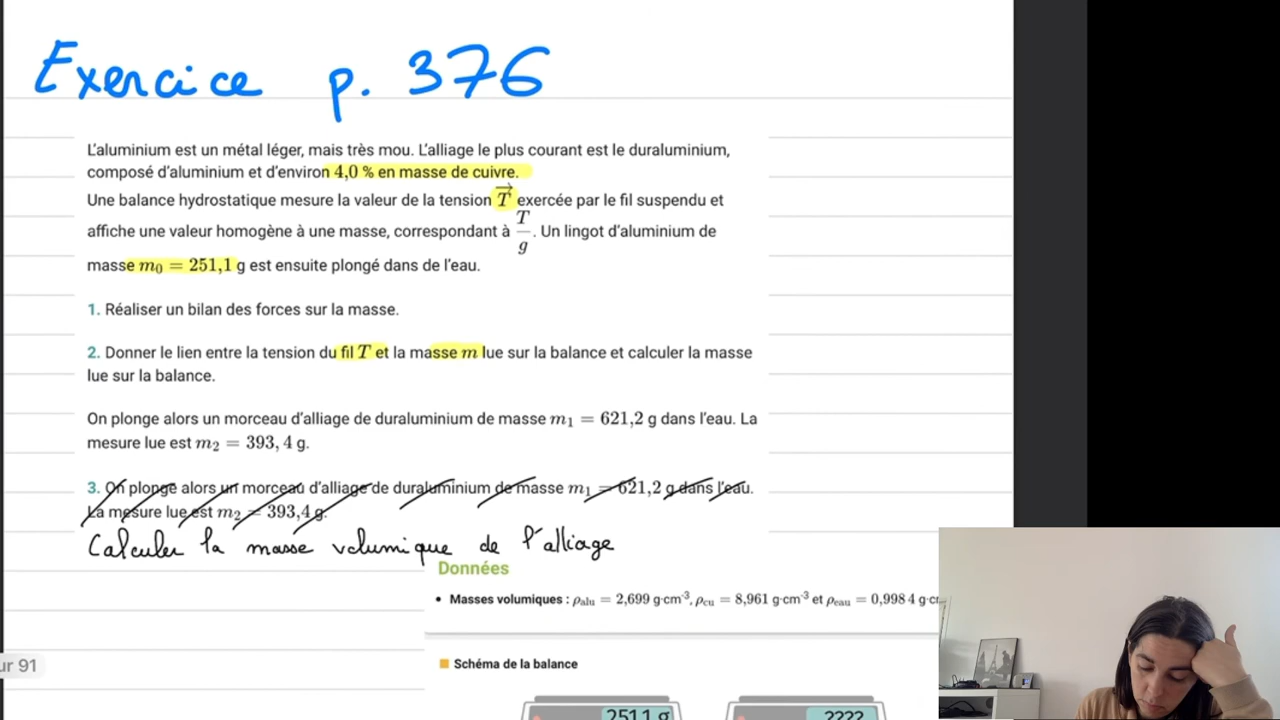 Exercice p. 376
L'aluminium est un métal léger, mais très mou. L'alliage le plus courant est le duraluminium,
composé d'aluminium et d'environ 4,0 % en masse de cuivre.
Une balance hydrostatique mesure la valeur de la tension \vec{T} exercée par le fil suspendu et
affiche une valeur homogène à une masse, correspondant à T/g. Un lingot d'aluminium de
masse m₀ = 251,1 g est ensuite plongé dans de l'eau.
1. Réaliser un bilan des forces sur la masse.
2. Donner le lien entre la tension du fil T et la masse m lue sur la balance et calculer la masse
lue sur la balance.
On plonge alors un morceau d'alliage de duraluminium de masse m₁ = 621,2 g dans l'eau. La
mesure lue est m₂ = 393, 4 g.
3. On plonge alors un morceau d'alliage de duraluminium de masse m₁ = 621,2 g dans l'eau.
La mesure lue est m₂ = 393,4 g.
Calculer la masse volumique de l'alliage
Données
• Masses volumiques : ρalu = 2,699 g·cm⁻³, ρcu = 8,961 g·cm⁻³ et ρeau = 0,998 4
ur 91
Schéma de la balance
251,1 g
????